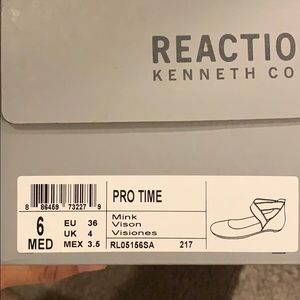 REACTIO
KENNETH CO
8 86459 73227 9
PRO TIME
6
MED
EU 36
UK 4
MEX 3.5
Mink
Vison
Visiones
RL05156SA 217